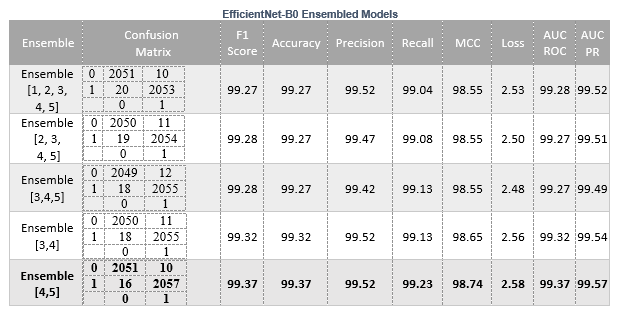 EfficientNet-B0 Ensembled Models
Ensemble Confusion Matrix F1 Score Accuracy Precision Recall MCC Loss AUC ROC AUC PR
Ensemble [1, 2, 3, 4, 5]
0 2051 10
1 20 2053
0 1
99.27 99.27 99.52 99.04 98.55 2.53 99.28 99.52
Ensemble [2, 3, 4, 5]
0 2050 11
1 19 2054
0 1
99.28 99.27 99.47 99.08 98.55 2.50 99.27 99.51
Ensemble [3,4,5]
0 2049 12
1 18 2055
0 1
99.28 99.27 99.42 99.13 98.55 2.48 99.27 99.49
Ensemble [3,4]
0 2050 11
1 18 2055
0 1
99.32 99.32 99.52 99.13 98.65 2.56 99.32 99.54
Ensemble [4,5]
0 2051 10
1 16 2057
0 1
99.37 99.37 99.52 99.23 98.74 2.58 99.37 99.57